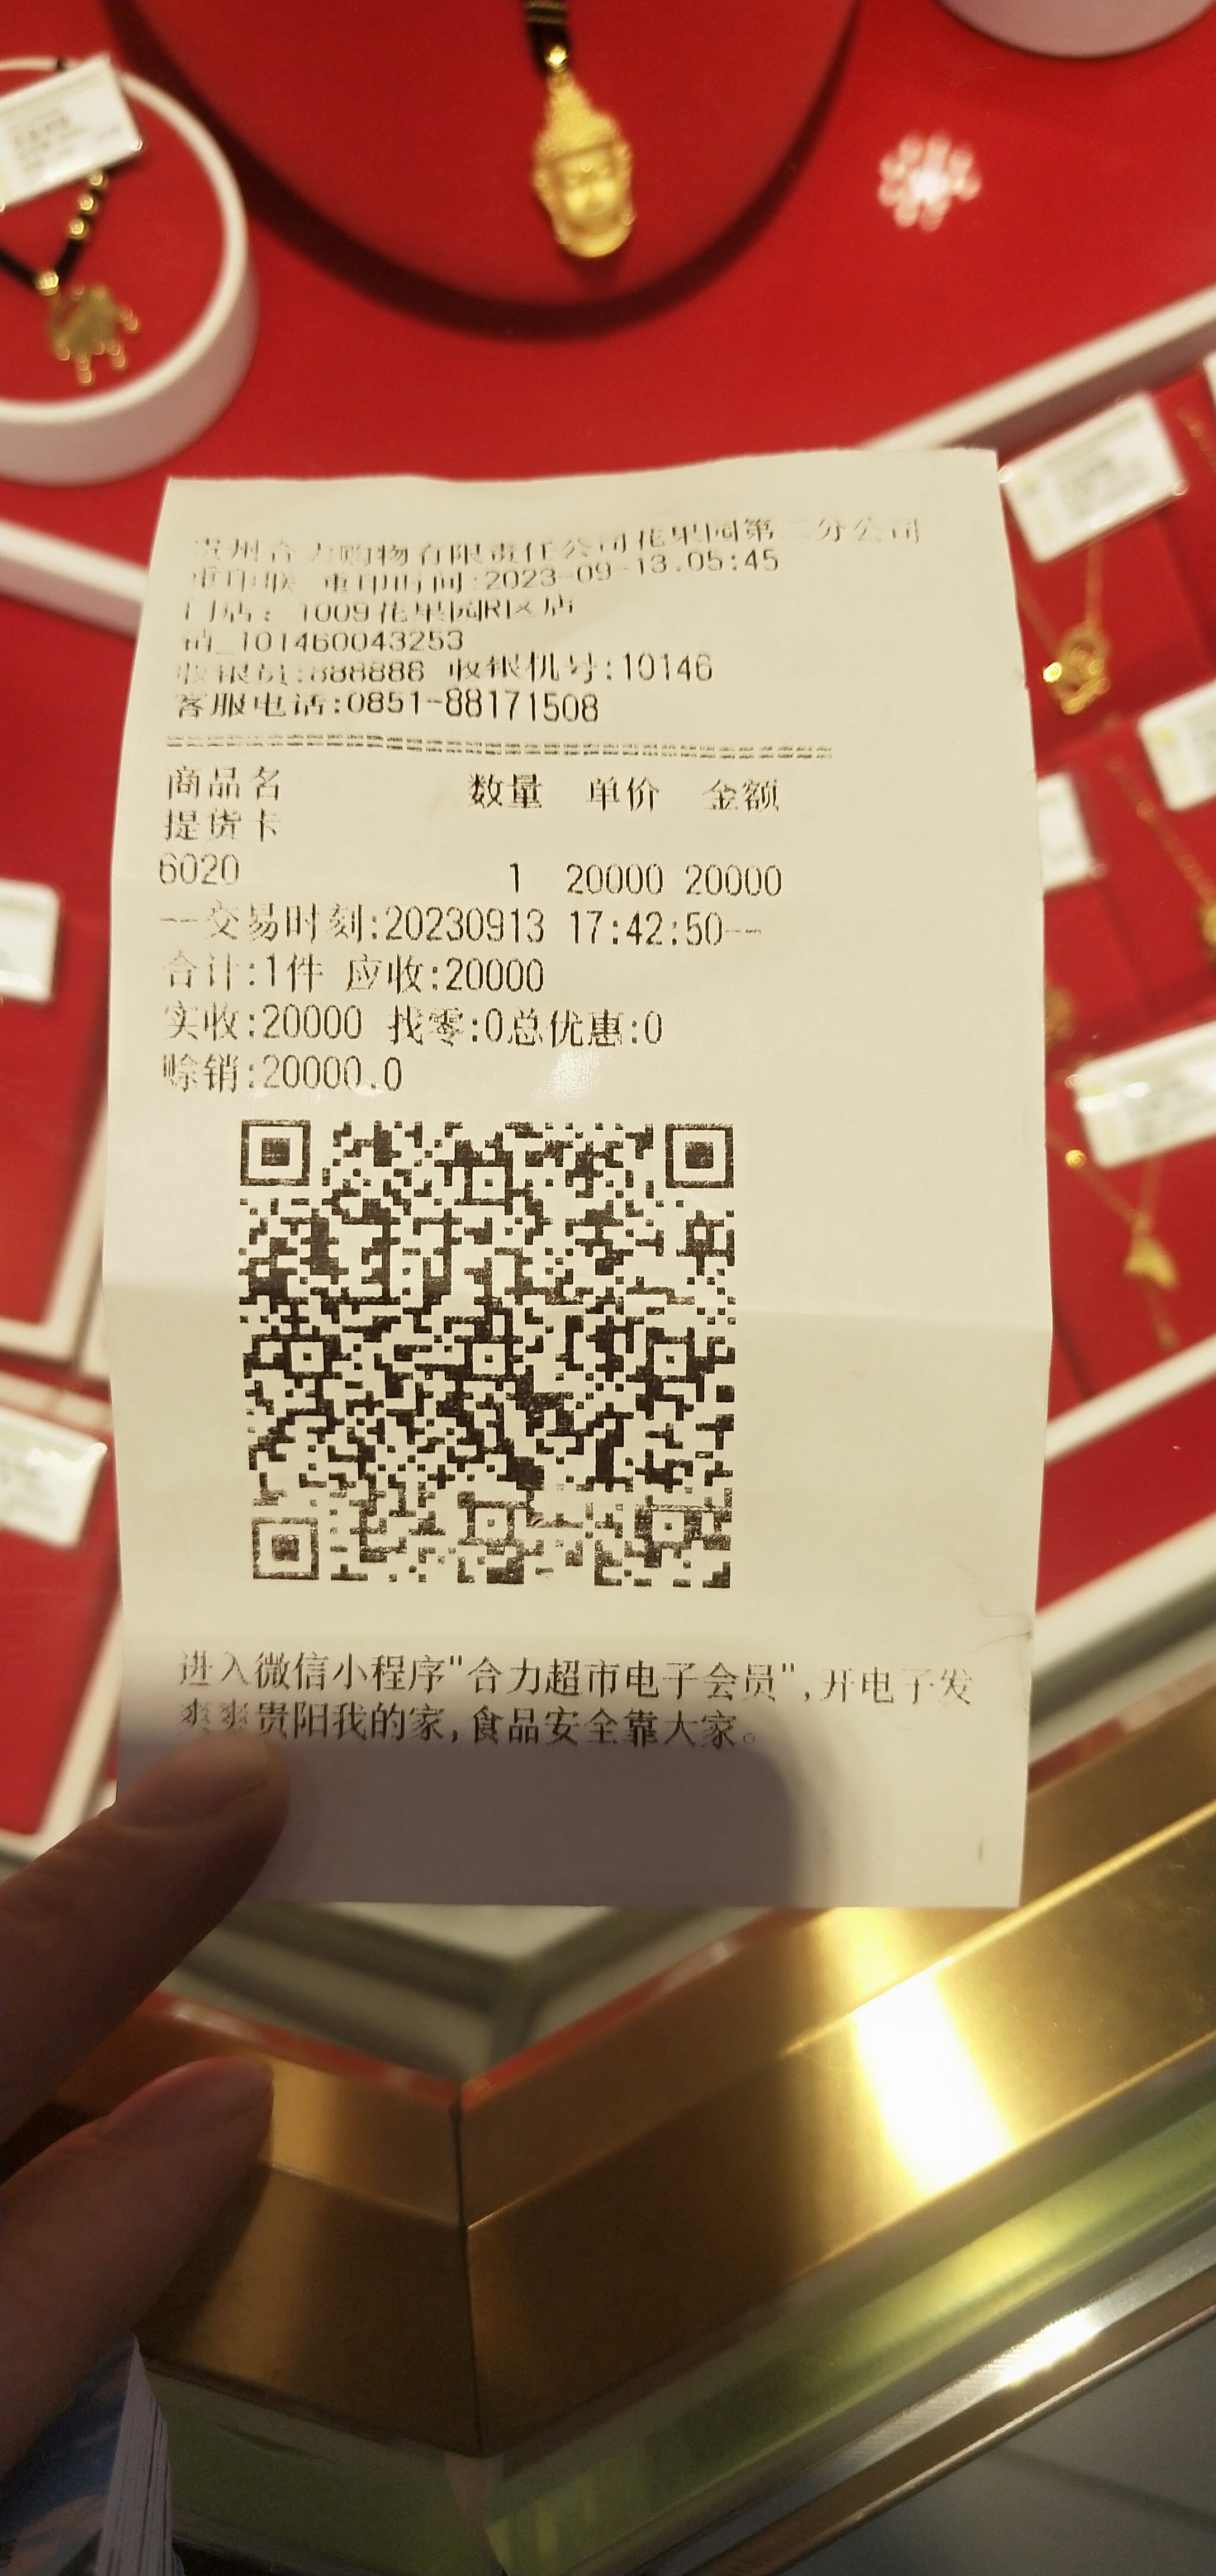 贵州合力购物有限责任公司花果园第二分公司
重印联 重印时间:2023-09-13.05:45
门店: 1009花果园R区店
码_101460043253
收银员:888888 收银机号:10146
客服电话:0851-88171508
商品名 数量 单价 金额
提货卡
6020 1 20000 20000
--交易时刻:20230913 17:42:50--
合计:1件 应收:20000
实收:20000 找零:0总优惠:0
赊销:20000.0
进入微信小程序"合力超市电子会员",开电子发
爽爽贵阳我的家,食品安全靠大家。